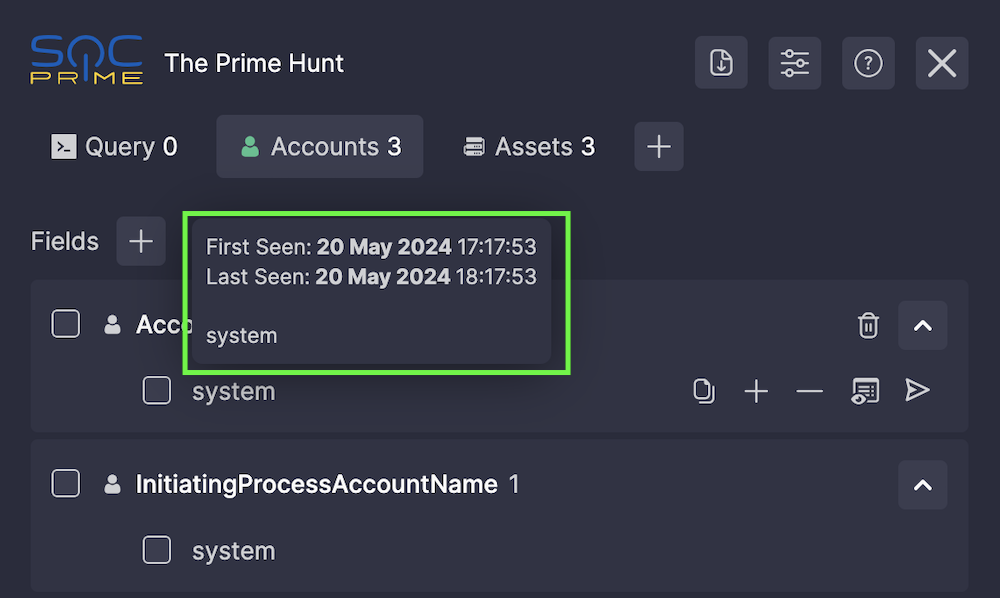 SOC
PRIME
The Prime Hunt
Query 0
Accounts 3
Assets 3
Fields
First Seen: 20 May 2024 17:17:53
Last Seen: 20 May 2024 18:17:53
system
Acco
system
InitiatingProcessAccountName 1
system